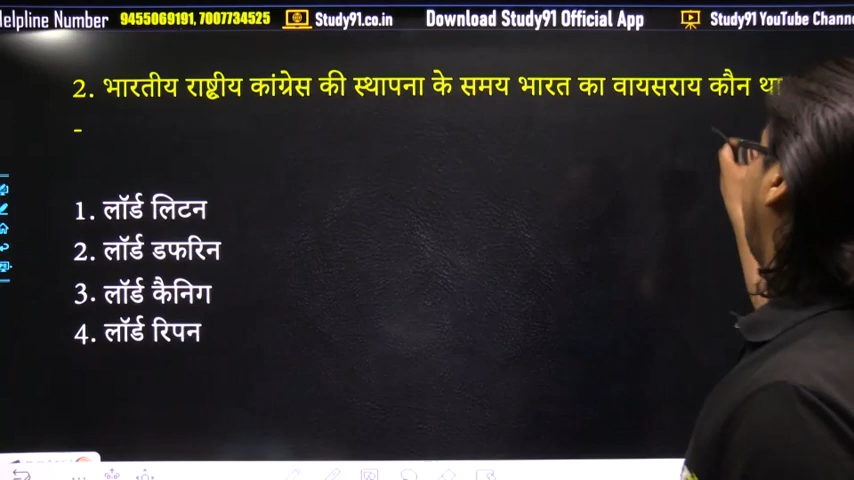 elpline Number 9455069191, 7007734525 Study91.co.in Download Study91 Official App Study91 YouTube Chann
2. भारतीय राष्ट्रीय कांग्रेस की स्थापना के समय भारत का वायसराय कौन था
-
1. लॉर्ड लिटन
2. लॉर्ड डफरिन
3. लॉर्ड कैनिग
4. लॉर्ड रिपन